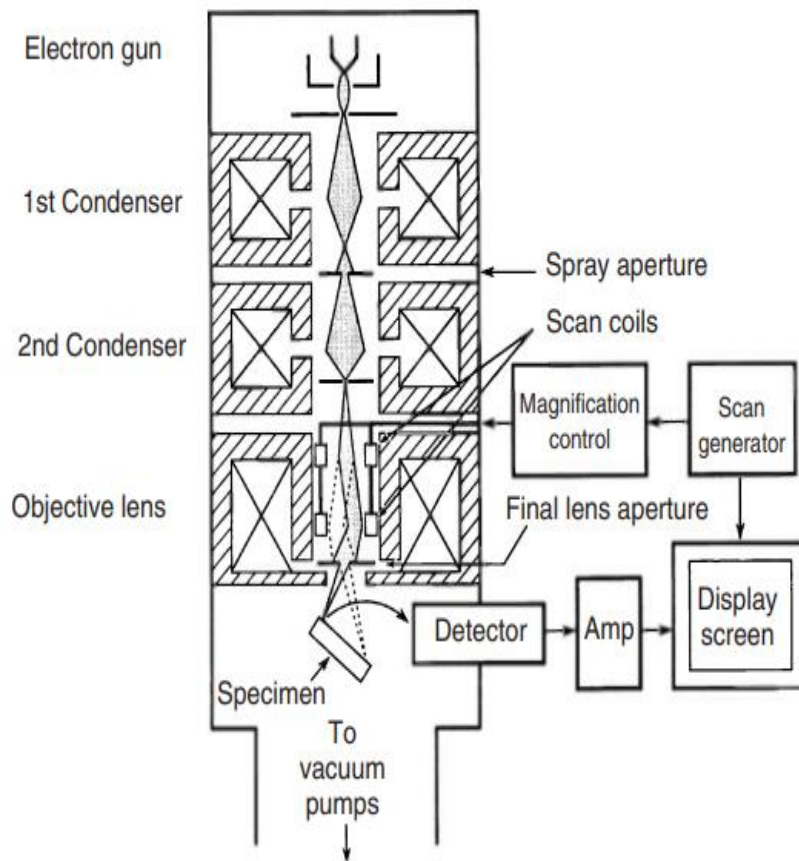 Electron gun
1st Condenser
Spray aperture
Scan coils
2nd Condenser
Magnification
control
Scan
generator
Objective lens
Final lens aperture
Display
screen
Detector
Amp
Specimen
To
vacuum
pumps